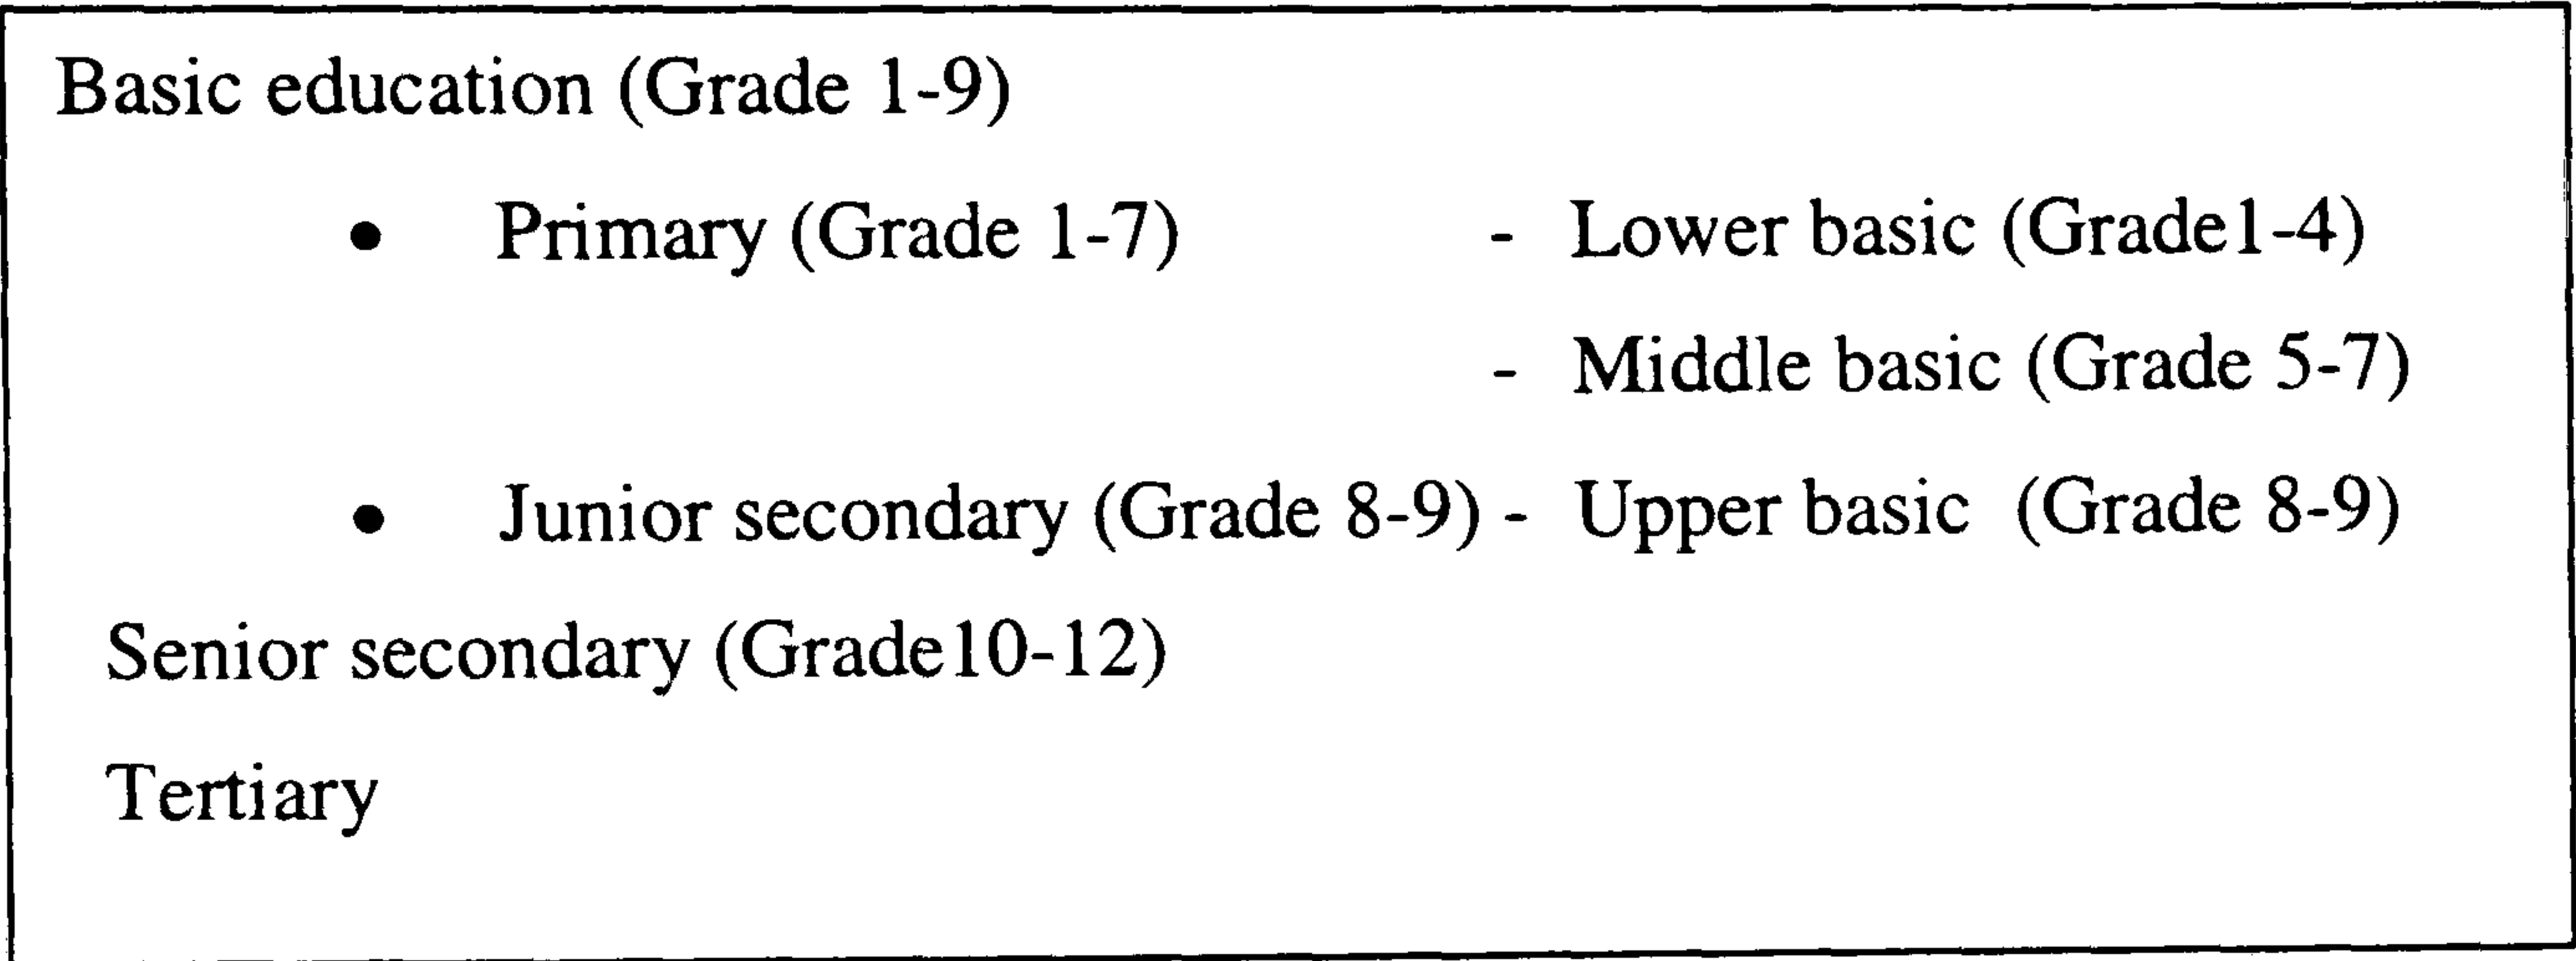 Basic education (Grade 1-9)
• Primary (Grade 1-7) - Lower basic (Grade1-4)
- Middle basic (Grade 5-7)
• Junior secondary (Grade 8-9) - Upper basic (Grade 8-9)
Senior secondary (Grade10-12)
Tertiary